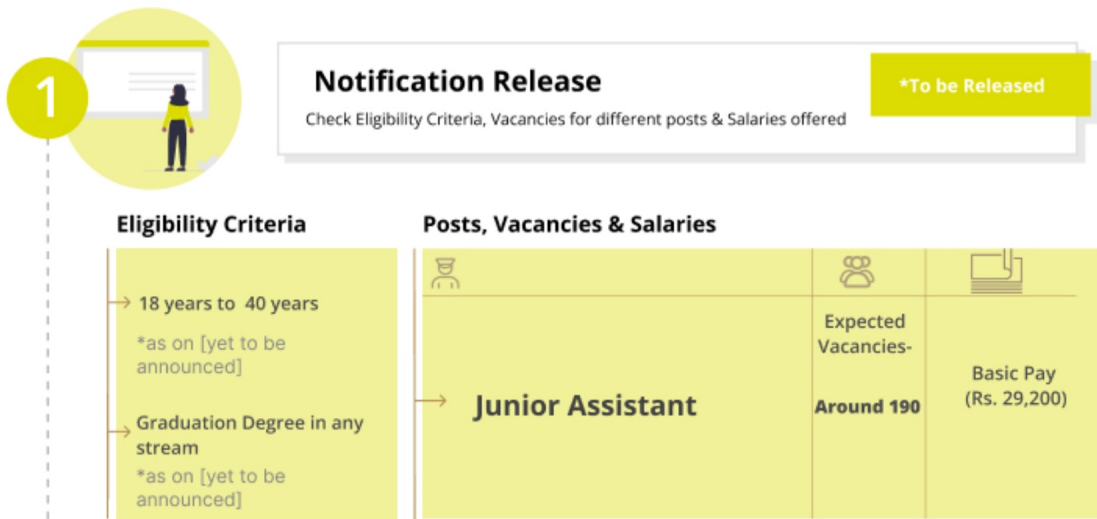 1
Notification Release
*To be Released
Check Eligibility Criteria, Vacancies for different posts & Salaries offered
Eligibility Criteria
18 years to 40 years
*as on [yet to be
announced]
Graduation Degree in any
stream
*as on [yet to be
announced]
Posts, Vacancies & Salaries
Junior Assistant
Expected
Vacancies-
Around 190
Basic Pay
(Rs. 29,200)